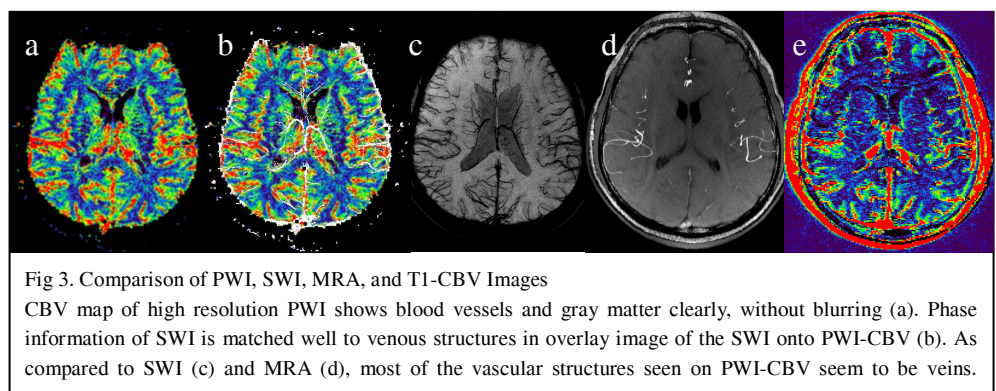 a b c d e
Fig 3. Comparison of PWI, SWI, MRA, and T1-CBV Images
CBV map of high resolution PWI shows blood vessels and gray matter clearly, without blurring (a). Phase
information of SWI is matched well to venous structures in overlay image of the SWI onto PWI-CBV (b). As
compared to SWI (c) and MRA (d), most of the vascular structures seen on PWI-CBV seem to be veins.